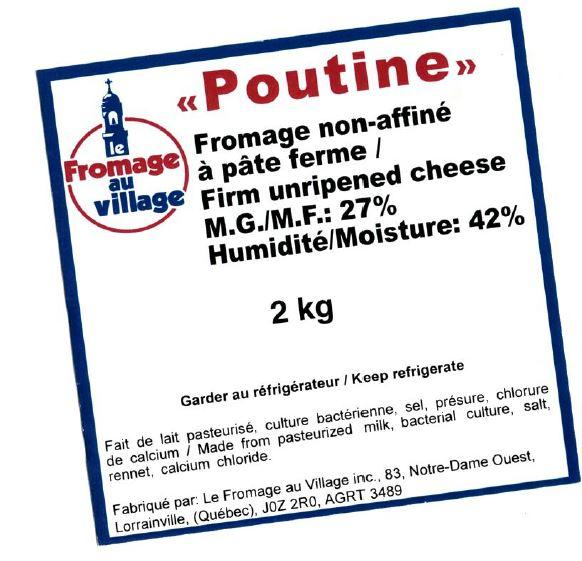 le
Fromage
au
village
«Poutine»
Fromage non-affiné
à pâte ferme /
Firm unripened cheese
M.G./M.F.: 27%
Humidité/Moisture: 42%
2 kg
Garder au réfrigérateur / Keep refrigerate
Fait de lait pasteurisé, culture bactérienne, sel, présure, chlorure
de calcium / Made from pasteurized milk, bacterial culture, salt,
rennet, calcium chloride.
Fabriqué par: Le Fromage au Village inc., 83, Notre-Dame Ouest,
Lorrainville, (Québec), J0Z 2R0, AGRT 3489